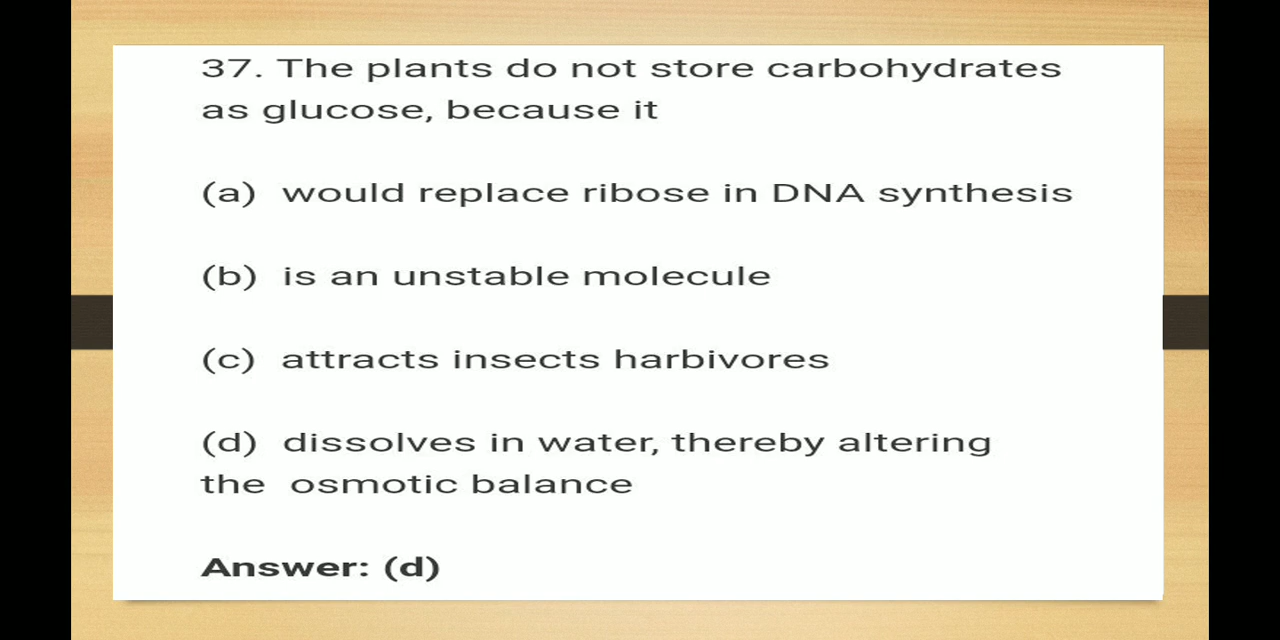 37. The plants do not store carbohydrates
as glucose, because it
(a) would replace ribose in DNA synthesis
(b) is an unstable molecule
(c) attracts insects harbivores
(d) dissolves in water, thereby altering
the osmotic balance
Answer: (d)